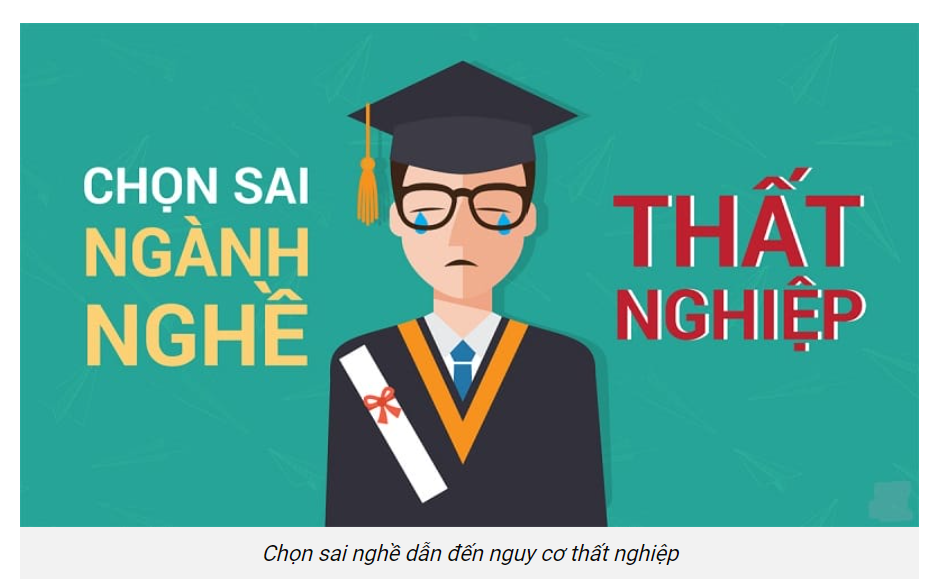 CHỌN SAI
NGÀNH
NGHỀ
THẤT
NGHIỆP
Chọn sai nghề dẫn đến nguy cơ thất nghiệp